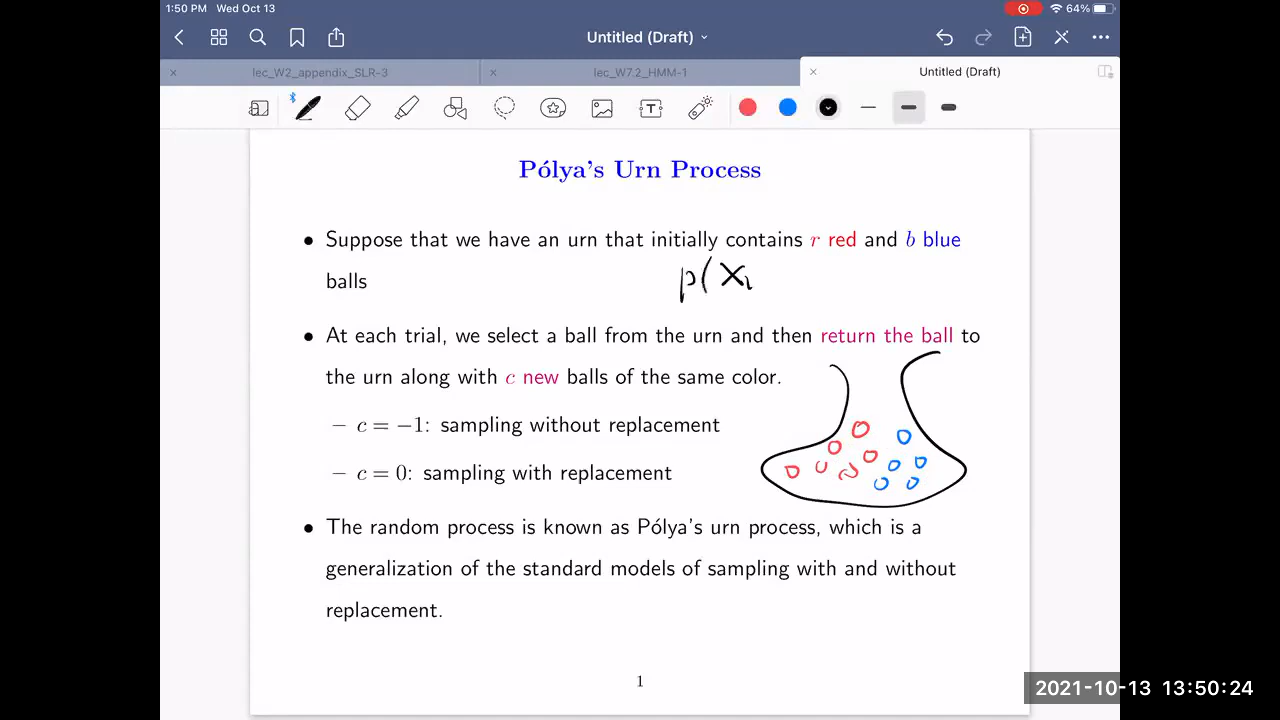 1:50 PM Wed Oct 13
64%
Untitled (Draft)
lec_W2_appendix_SLR-3
lec_W7.2_HMM-1
Untitled (Draft)
Pólya's Urn Process
• Suppose that we have an urn that initially contains r red and b blue
balls
p(X₁
• At each trial, we select a ball from the urn and then return the ball to
the urn along with c new balls of the same color.
– c = −1: sampling without replacement
– c = 0: sampling with replacement
• The random process is known as Pólya's urn process, which is a
generalization of the standard models of sampling with and without
replacement.
1
2021-10-13 13:50:24